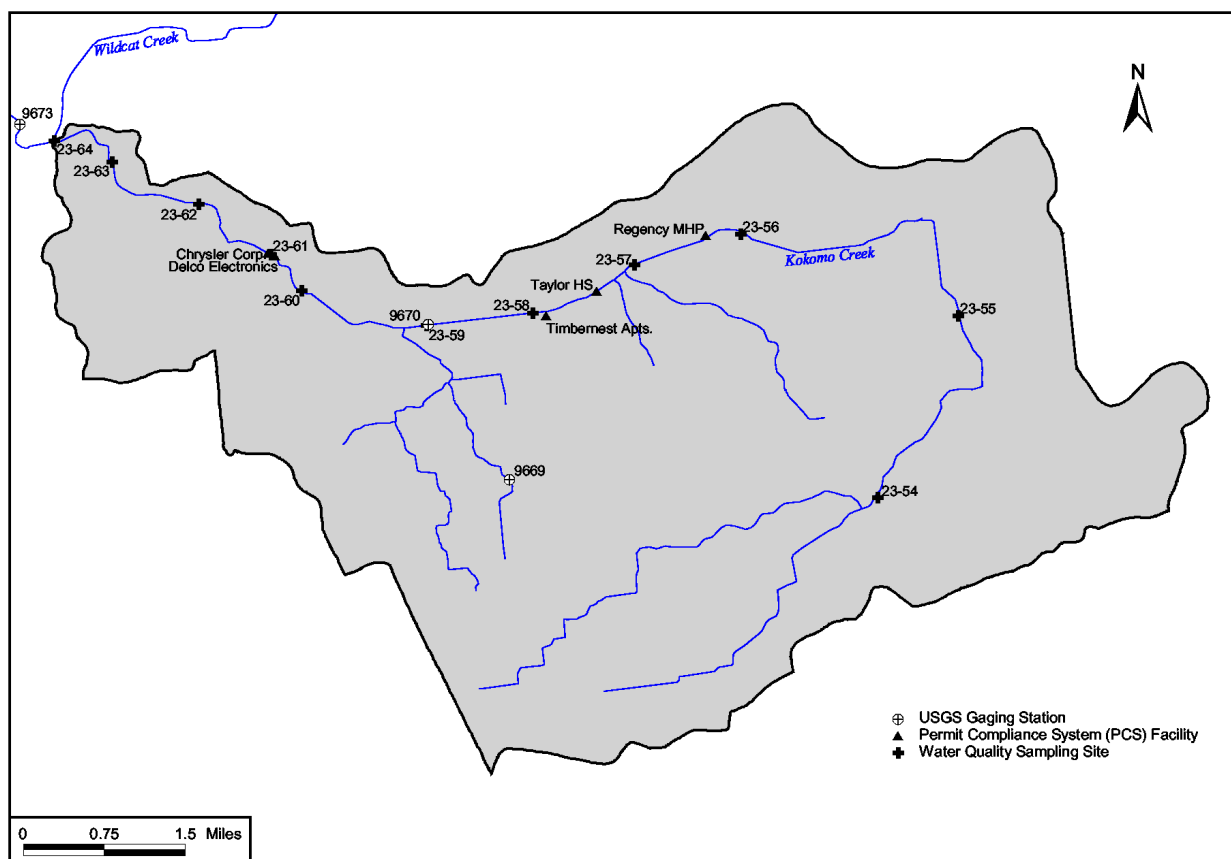 Wildcat Creek
N
9673
23-64
23-63
23-62
Regency MHP
23-56
Chrysler Corp.
23-61
Delco Electronics
23-57
Kokomo Creek
Taylor HS
23-60
9670
23-58
23-55
23-59
Timbernest Apts.
9669
23-54
USGS Gaging Station
Permit Compliance System (PCS) Facility
Water Quality Sampling Site
0 0.75 1.5 Miles